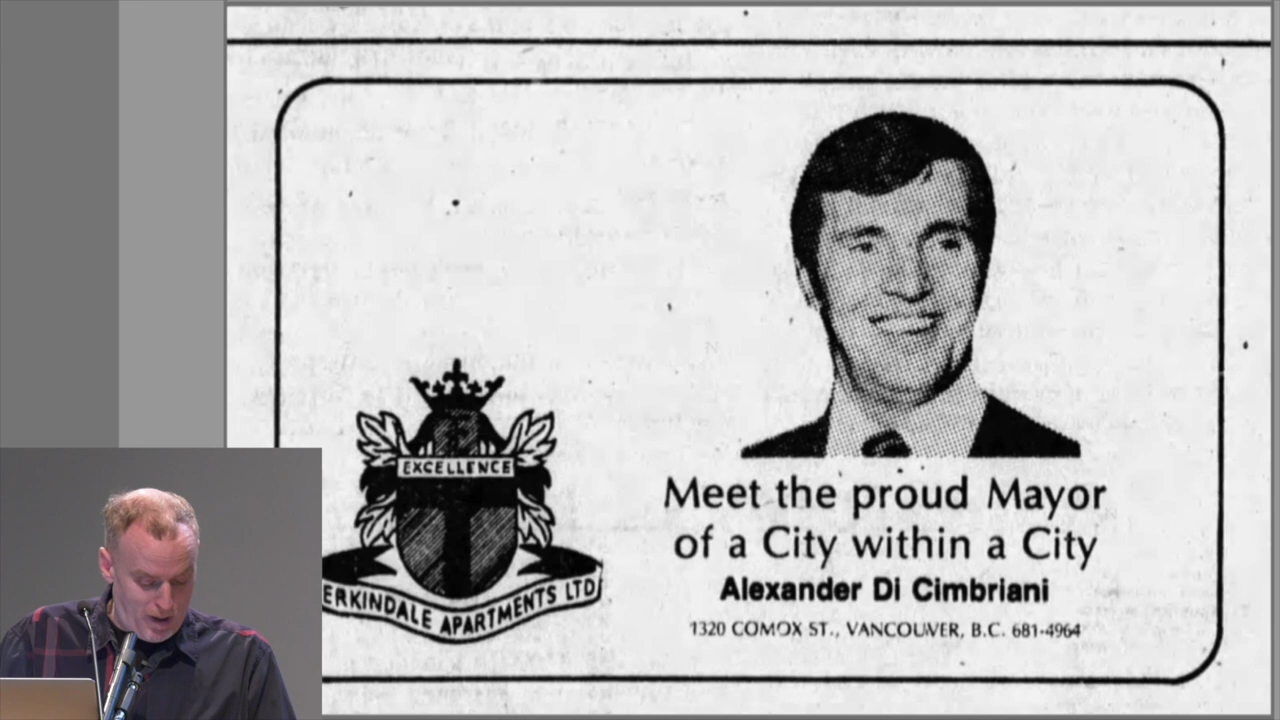 EXCELLENCE
ERKINDALE APARTMENTS LTD
Meet the proud Mayor
of a City within a City
Alexander Di Cimbriani
1320 COMOX ST., VANCOUVER, B.C. 681-4964